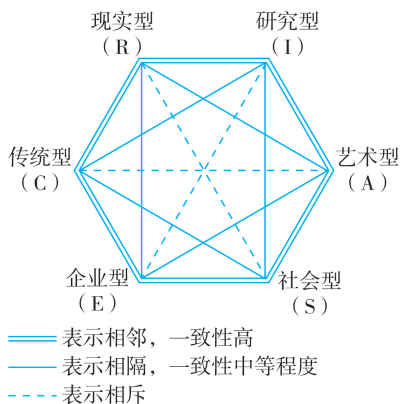 现实型
（R）
研究型
（I）
传统型
（C）
艺术型
（A）
企业型
（E）
社会型
（S）
表示相邻，一致性高
表示相隔，一致性中等程度
表示相斥